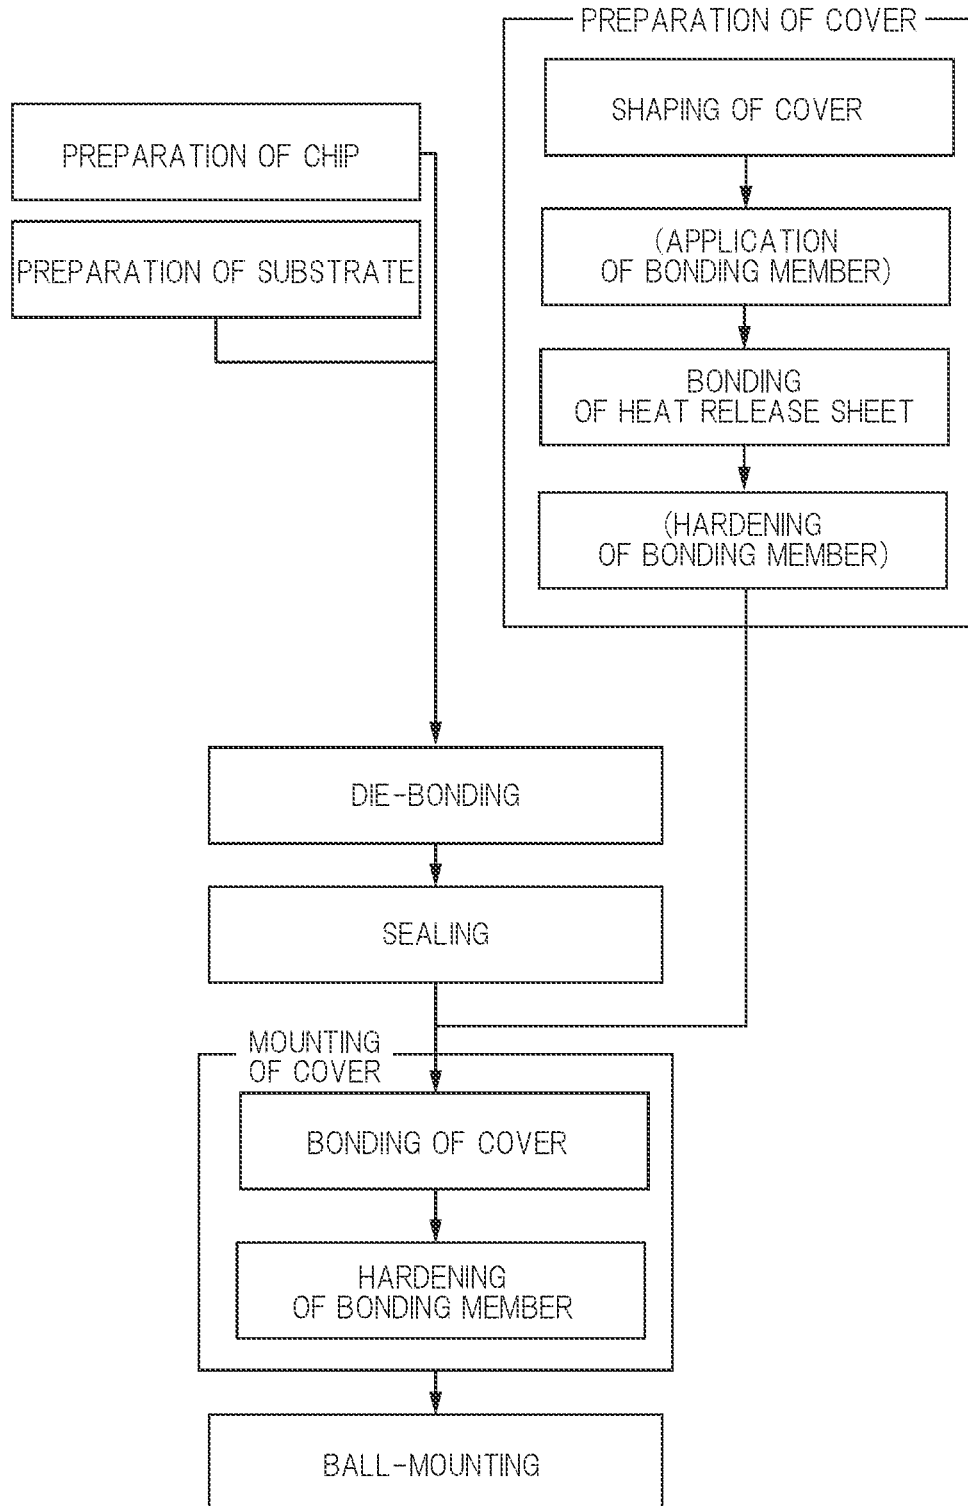 PREPARATION OF COVER
SHAPING OF COVER
PREPARATION OF CHIP
(APPLICATION
OF BONDING MEMBER)
PREPARATION OF SUBSTRATE
BONDING
OF HEAT RELEASE SHEET
(HARDENING
OF BONDING MEMBER)
DIE-BONDING
SEALING
MOUNTING
OF COVER
BONDING OF COVER
HARDENING
OF BONDING MEMBER
BALL-MOUNTING